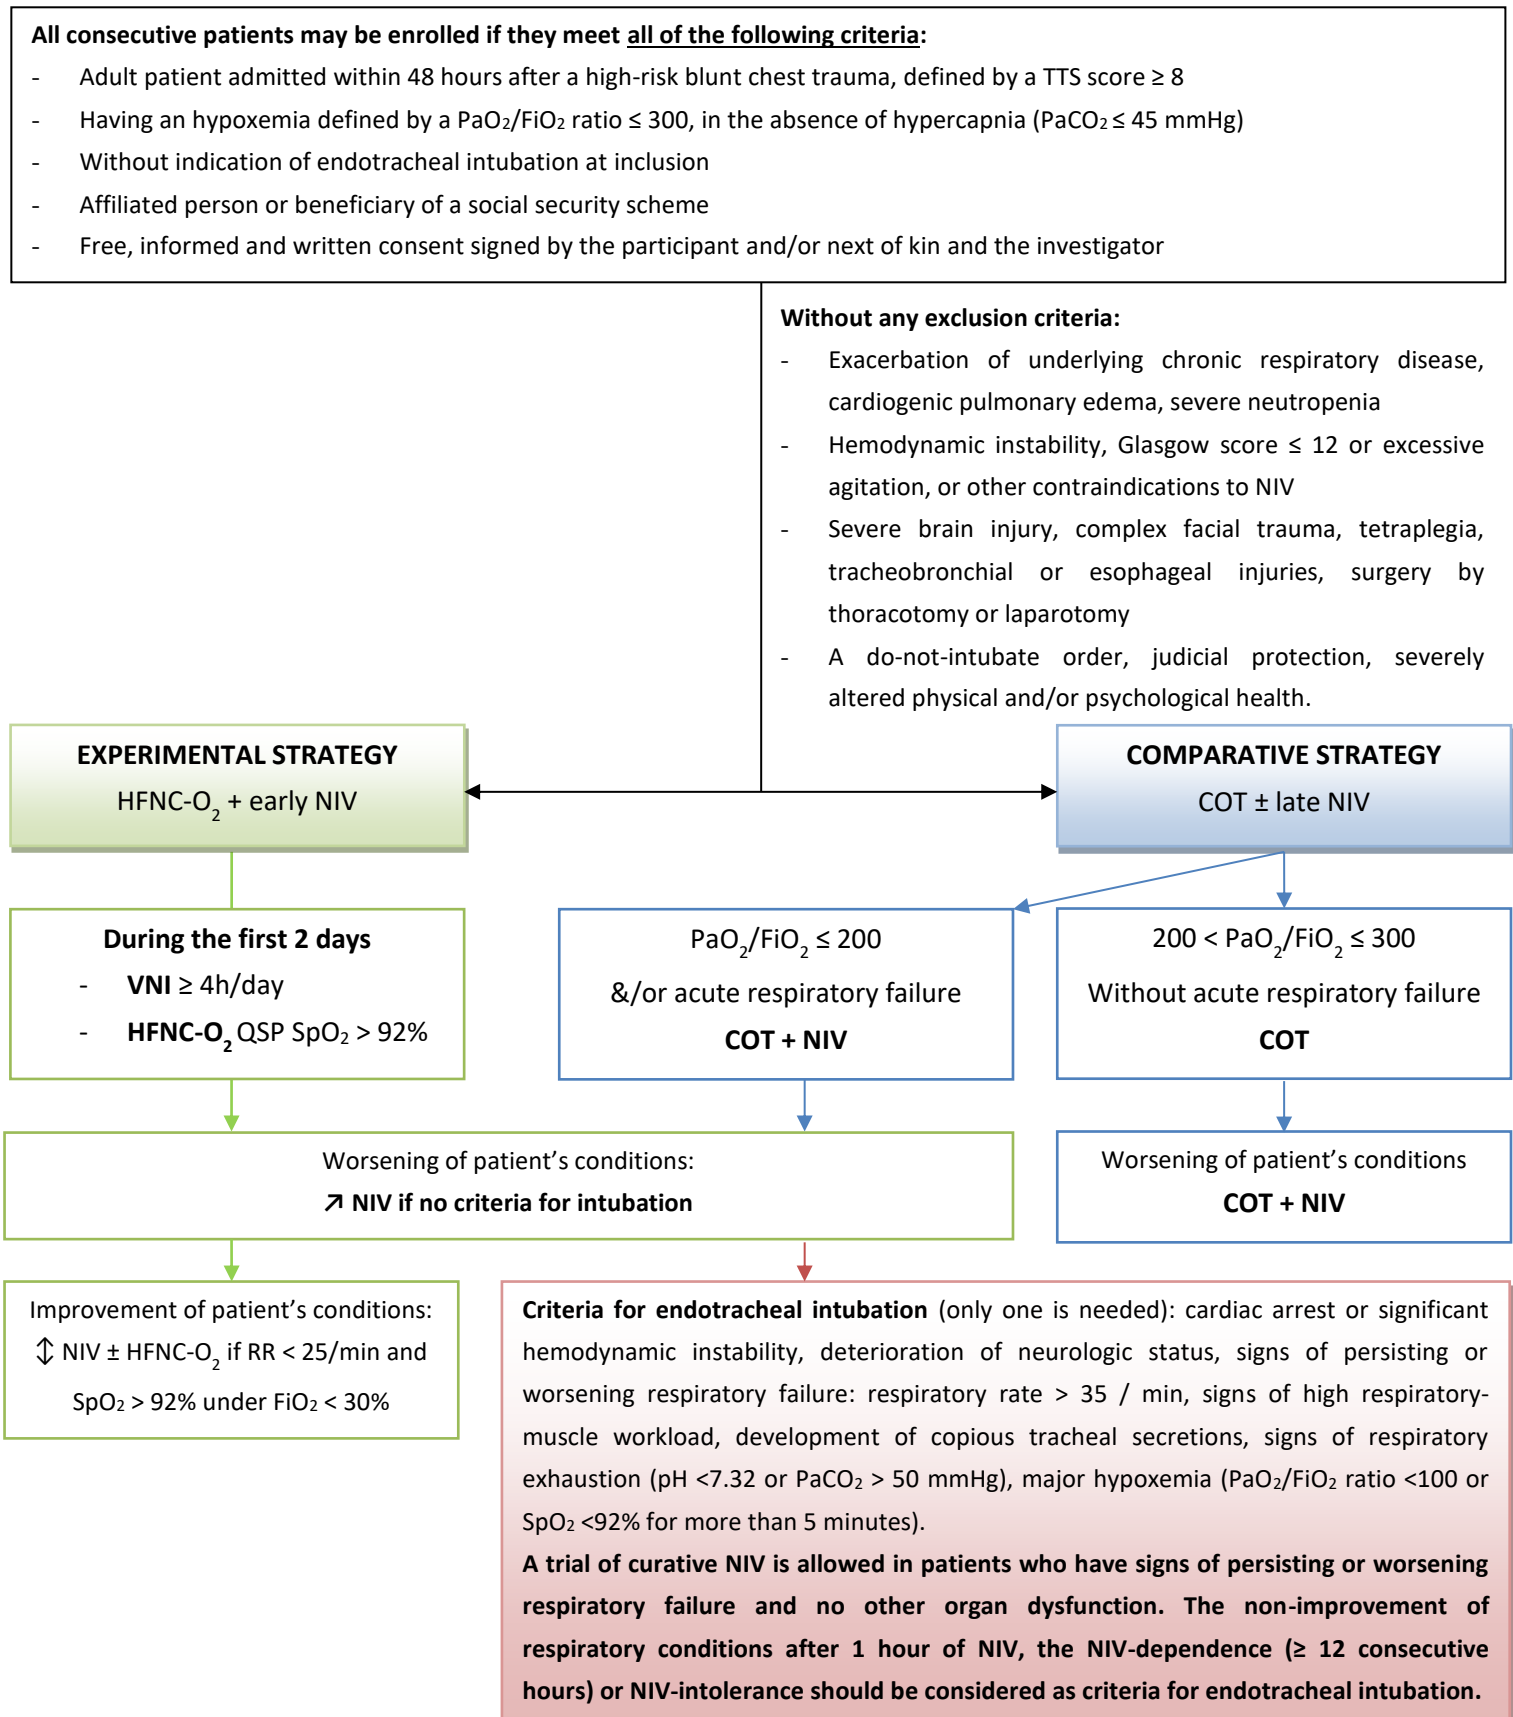 All consecutive patients may be enrolled if they meet all of the following criteria:
- Adult patient admitted within 48 hours after a high-risk blunt chest trauma, defined by a TTS score ≥ 8
- Having an hypoxemia defined by a PaO₂/FiO₂ ratio ≤ 300, in the absence of hypercapnia (PaCO₂ ≤ 45 mmHg)
- Without indication of endotracheal intubation at inclusion
- Affiliated person or beneficiary of a social security scheme
- Free, informed and written consent signed by the participant and/or next of kin and the investigator
Without any exclusion criteria:
- Exacerbation of underlying chronic respiratory disease,
cardiogenic pulmonary edema, severe neutropenia
- Hemodynamic instability, Glasgow score ≤ 12 or excessive
agitation, or other contraindications to NIV
- Severe brain injury, complex facial trauma, tetraplegia,
tracheobronchial or esophageal injuries, surgery by
thoracotomy or laparotomy
- A do-not-intubate order, judicial protection, severely
altered physical and/or psychological health.
EXPERIMENTAL STRATEGY
HFNC-O₂ + early NIV
COMPARATIVE STRATEGY
COT ± late NIV
During the first 2 days
- VNI ≥ 4h/day
- HFNC-O₂ QSP SpO₂ > 92%
PaO₂/FiO₂ ≤ 200
&/or acute respiratory failure
COT + NIV
200 < PaO₂/FiO₂ ≤ 300
Without acute respiratory failure
COT
Worsening of patient's conditions:
↗ NIV if no criteria for intubation
Worsening of patient's conditions
COT + NIV
Improvement of patient's conditions:
↕ NIV ± HFNC-O₂ if RR < 25/min and
SpO₂ > 92% under FiO₂ < 30%
Criteria for endotracheal intubation (only one is needed): cardiac arrest or significant
hemodynamic instability, deterioration of neurologic status, signs of persisting or
worsening respiratory failure: respiratory rate > 35 / min, signs of high respiratory-
muscle workload, development of copious tracheal secretions, signs of respiratory
exhaustion (pH <7.32 or PaCO₂ > 50 mmHg), major hypoxemia (PaO₂/FiO₂ ratio <100 or
SpO₂ <92% for more than 5 minutes).
A trial of curative NIV is allowed in patients who have signs of persisting or worsening
respiratory failure and no other organ dysfunction. The non-improvement of
respiratory conditions after 1 hour of NIV, the NIV-dependence (≥ 12 consecutive
hours) or NIV-intolerance should be considered as criteria for endotracheal intubation.